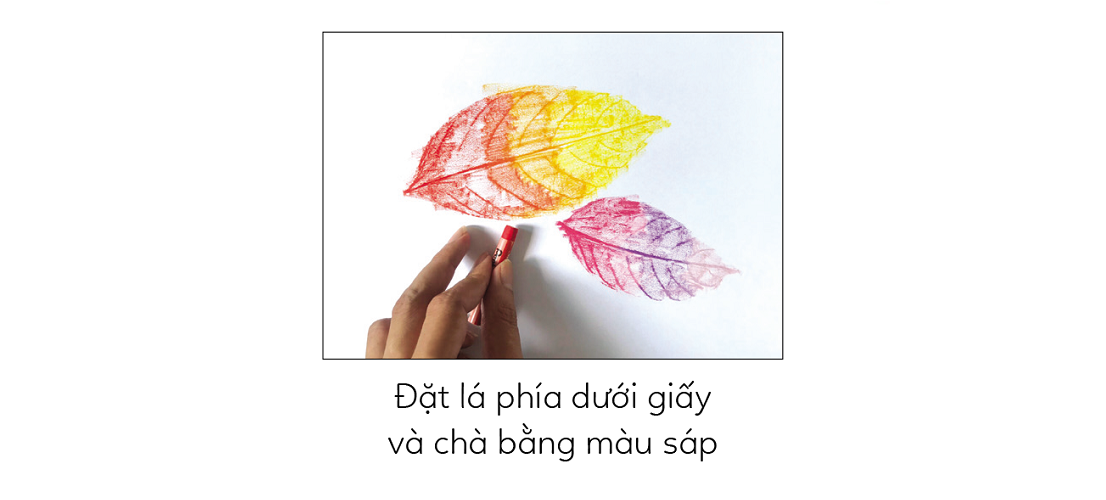 Đặt lá phía dưới giấy
và chà bằng màu sáp